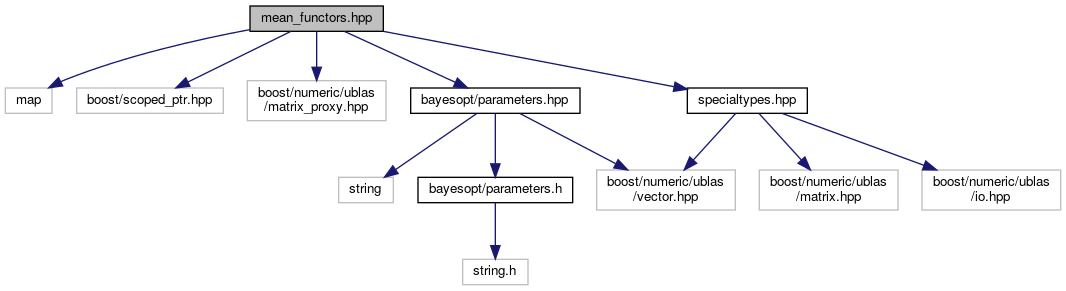 mean_functors.hpp
map
boost/scoped_ptr.hpp
boost/numeric/ublas
/matrix_proxy.hpp
bayesopt/parameters.hpp
specialtypes.hpp
string
bayesopt/parameters.h
boost/numeric/ublas
/vector.hpp
boost/numeric/ublas
/matrix.hpp
boost/numeric/ublas
/io.hpp
string.h